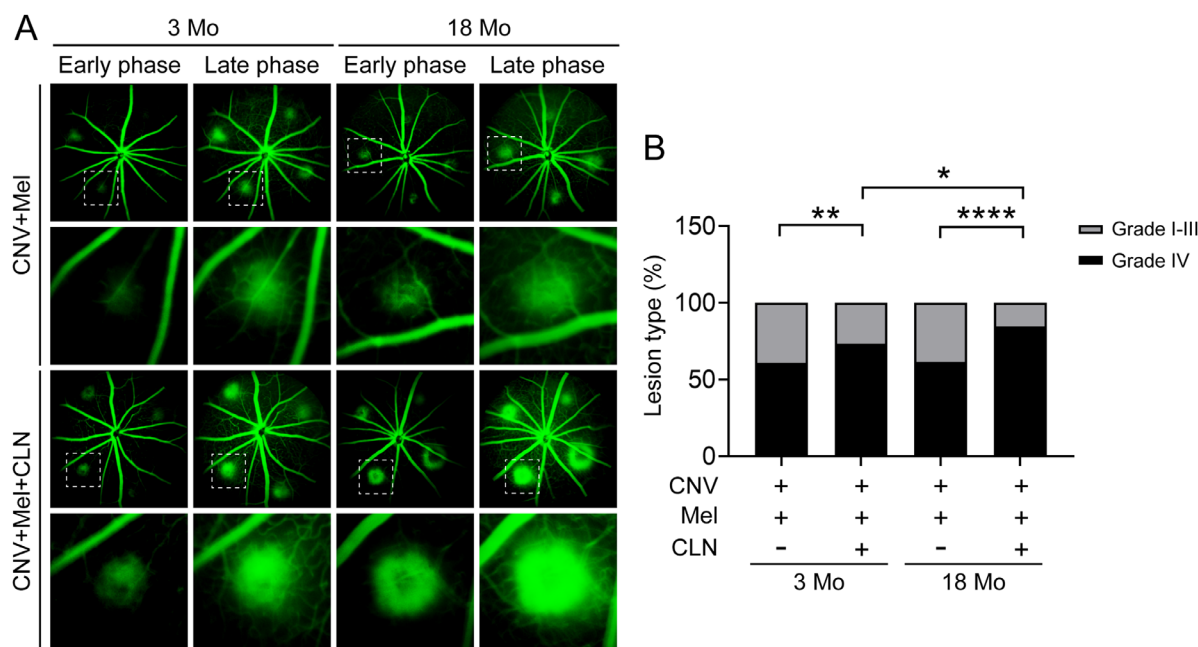 A
3 Mo 18 Mo
Early phase Late phase Early phase Late phase
CNV+Mel
CNV+Mel+CLN
B
*
** ****
Grade I-III
Grade IV
Lesion type (%)
150
100
50
0
CNV + + + +
Mel + + + +
CLN - + - +
3 Mo 18 Mo